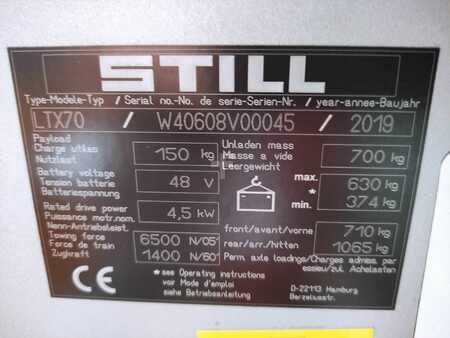 STILL
Type-Modele-Typ / Serial no.-No. de serie-Serien-Nr. / year-annee-Baujahr
LTX70 / W40608V00045 / 2019
Payload
Charge utiles
Nutzlast
150 kg
Unladen mass
Masse a vide
Leergewicht
700 kg
Battery voltage
Tension batterie
Batteriespannung
48 V
max.
*
min.
630 kg
374 kg
Rated drive power
Puissance motr.nom.
Nenn-Antriebsleist.
4,5 kW
front/avant/vorne
710 kg
rear/arr./hitten
1065 kg
Towing force
Force de train
Zugkraft
6500 N/05'
1400 N/60'
Perm. axle loadings/Charges admiss. par
essieu/zul. Achslasten
CE
* see Operating instructions
voir Mode d'emploi
siehe Betriebsanleitung
D-22113 Hamburg
Berzeliusstr.